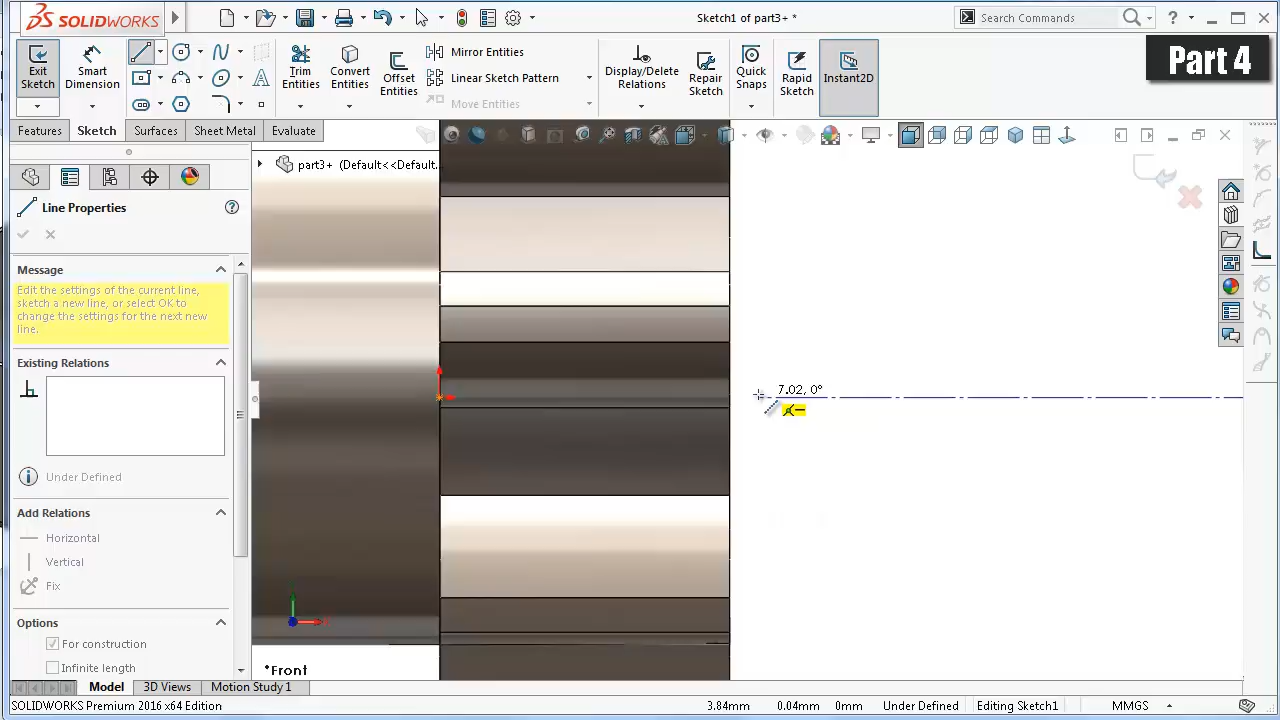 SOLIDWORKS
Sketch1 of part3+ *
Search Commands
Part 4
Exit Sketch
Smart Dimension
Trim Entities
Convert Entities
Offset Entities
Mirror Entities
Linear Sketch Pattern
Move Entities
Display/Delete Relations
Repair Sketch
Quick Snaps
Rapid Sketch
Instant2D
Features
Sketch
Surfaces
Sheet Metal
Evaluate
part3+ (Default<<Default...
Line Properties
Message
Edit the settings of the current line,
sketch a new line, or select OK to
change the settings for the next new
line.
Existing Relations
Under Defined
Add Relations
Horizontal
Vertical
Fix
Options
For construction
Infinite length
7.02, 0°
*Front
Model
3D Views
Motion Study 1
SOLIDWORKS Premium 2016 x64 Edition
3.84mm
0.04mm
0mm
Under Defined
Editing Sketch1
MMGS